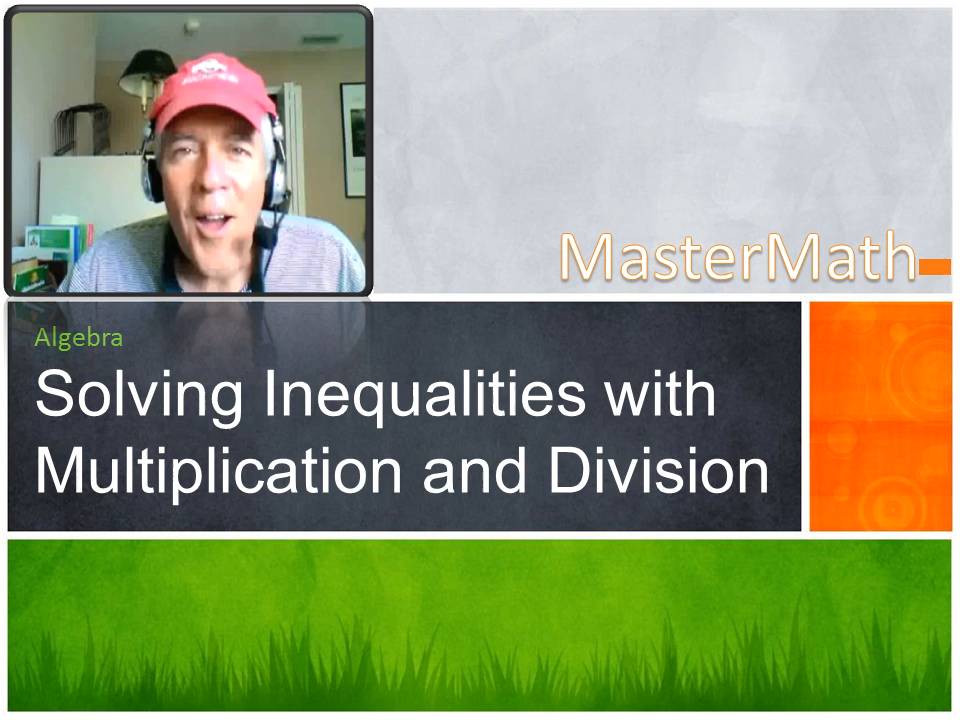 MasterMath
Algebra
Solving Inequalities with
Multiplication and Division